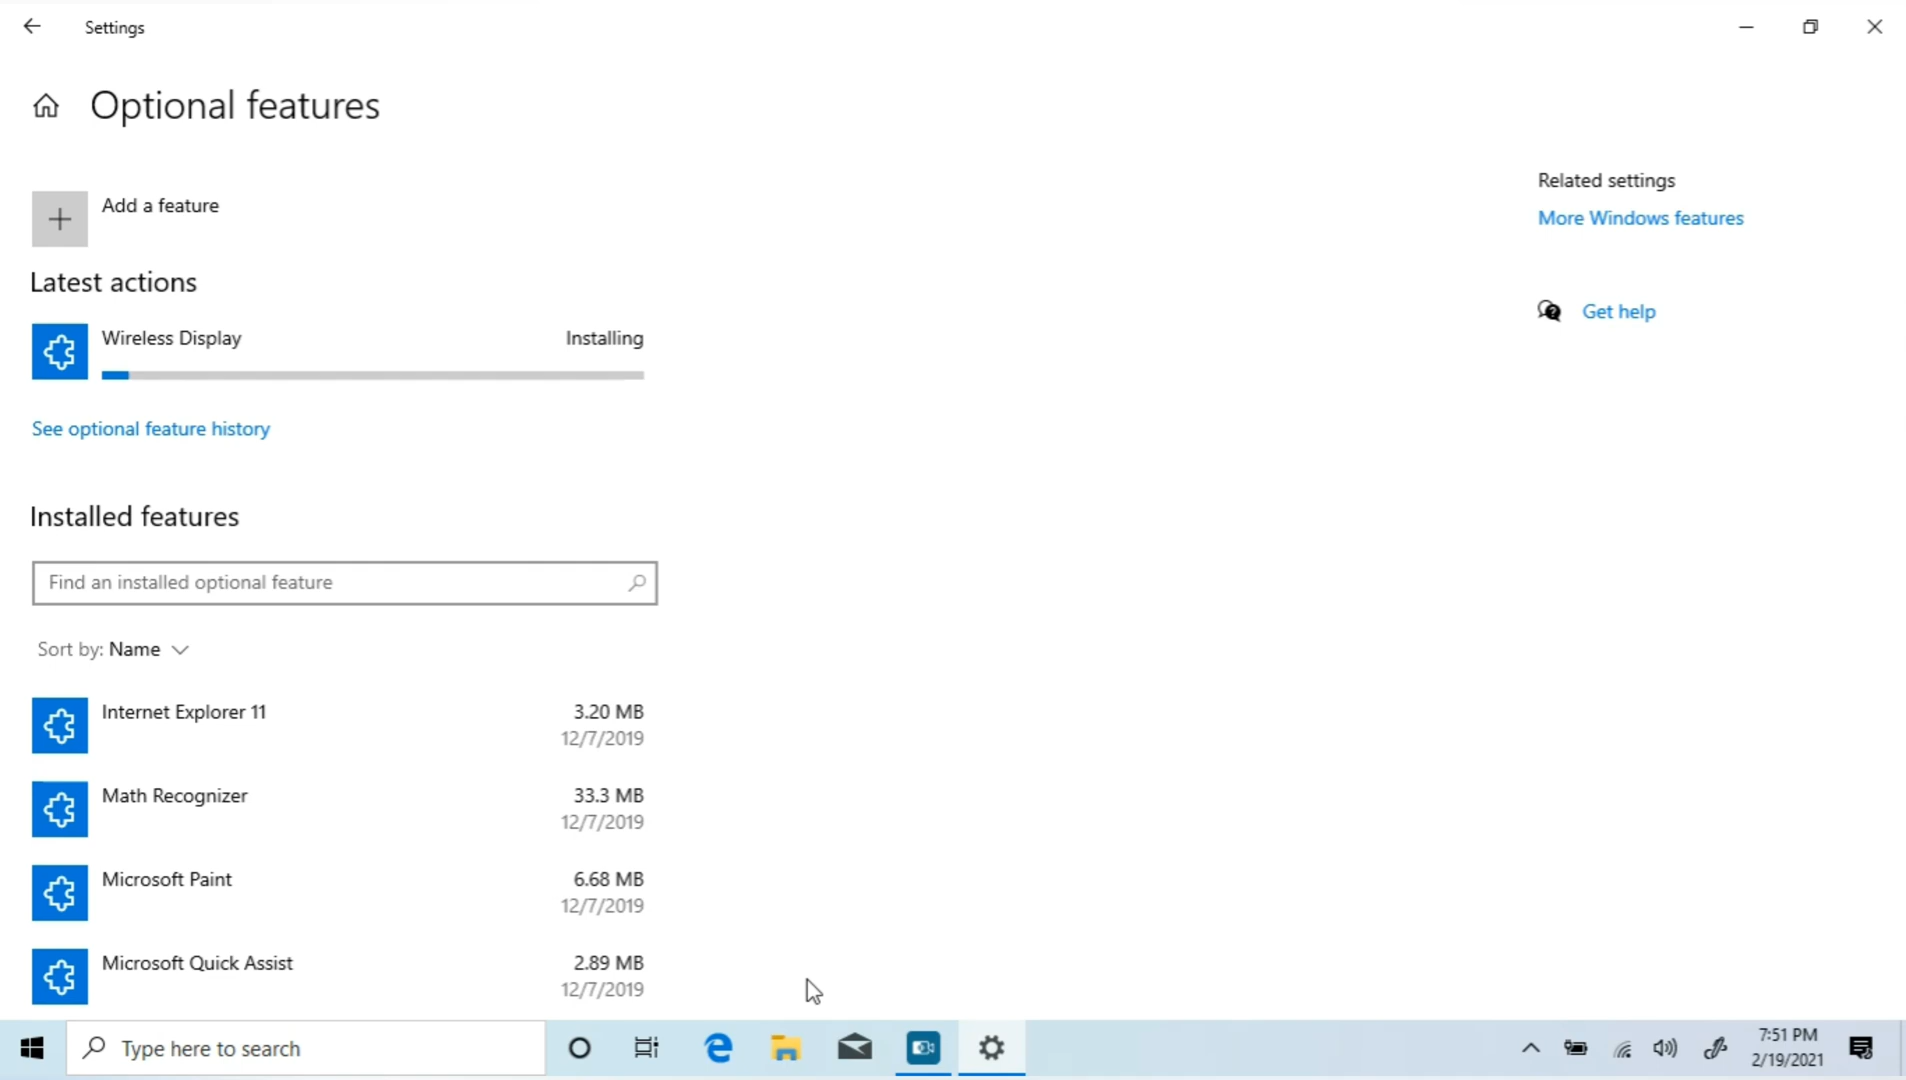 Settings
Optional features
Add a feature
Latest actions
Wireless Display
Installing
See optional feature history
Installed features
Find an installed optional feature
Sort by: Name
Internet Explorer 11
3.20 MB
12/7/2019
Math Recognizer
33.3 MB
12/7/2019
Microsoft Paint
6.68 MB
12/7/2019
Microsoft Quick Assist
2.89 MB
12/7/2019
Related settings
More Windows features
Get help
Type here to search
7:51 PM
2/19/2021